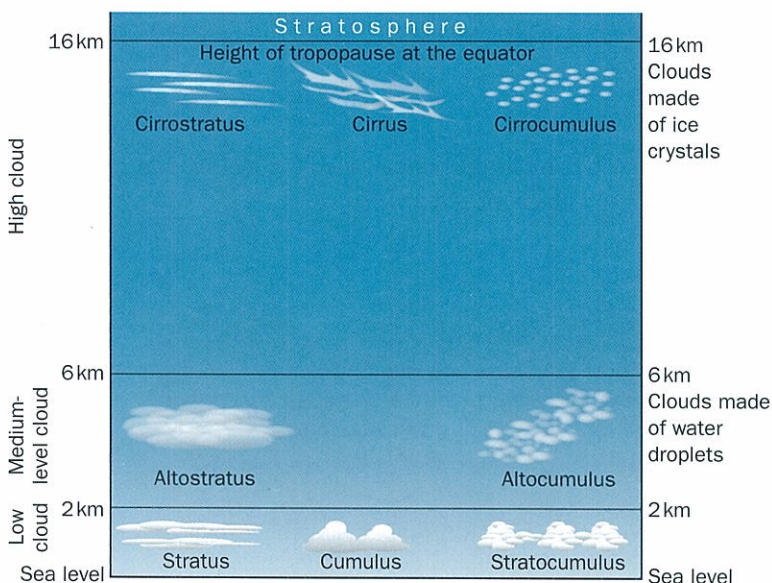 Stratosphere
16 km
Height of tropopause at the equator
16 km
Clouds
made
of ice
crystals
Cirrostratus
Cirrus
Cirrocumulus
High cloud
6 km
6 km
Clouds made
of water
droplets
Medium-
level cloud
Altostratus
Altocumulus
2 km
2 km
Low
cloud
Stratus
Cumulus
Stratocumulus
Sea level
Sea level